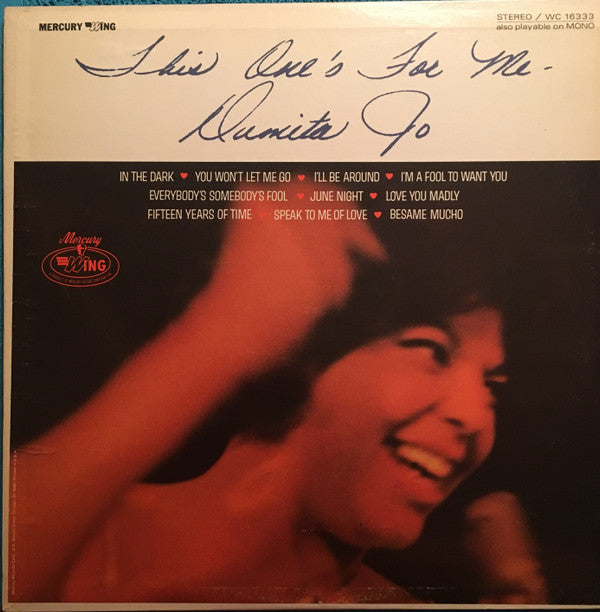 MERCURY WING
STEREO / WC 16333
also playable on MONO
This One's For Me-
Damita Jo
IN THE DARK ♥ YOU WON'T LET ME GO ♥ I'LL BE AROUND ♥ I'M A FOOL TO WANT YOU
EVERYBODY'S SOMEBODY'S FOOL ♥ JUNE NIGHT ♥ LOVE YOU MADLY
FIFTEEN YEARS OF TIME ♥ SPEAK TO ME OF LOVE ♥ BESAME MUCHO
Mercury
WING